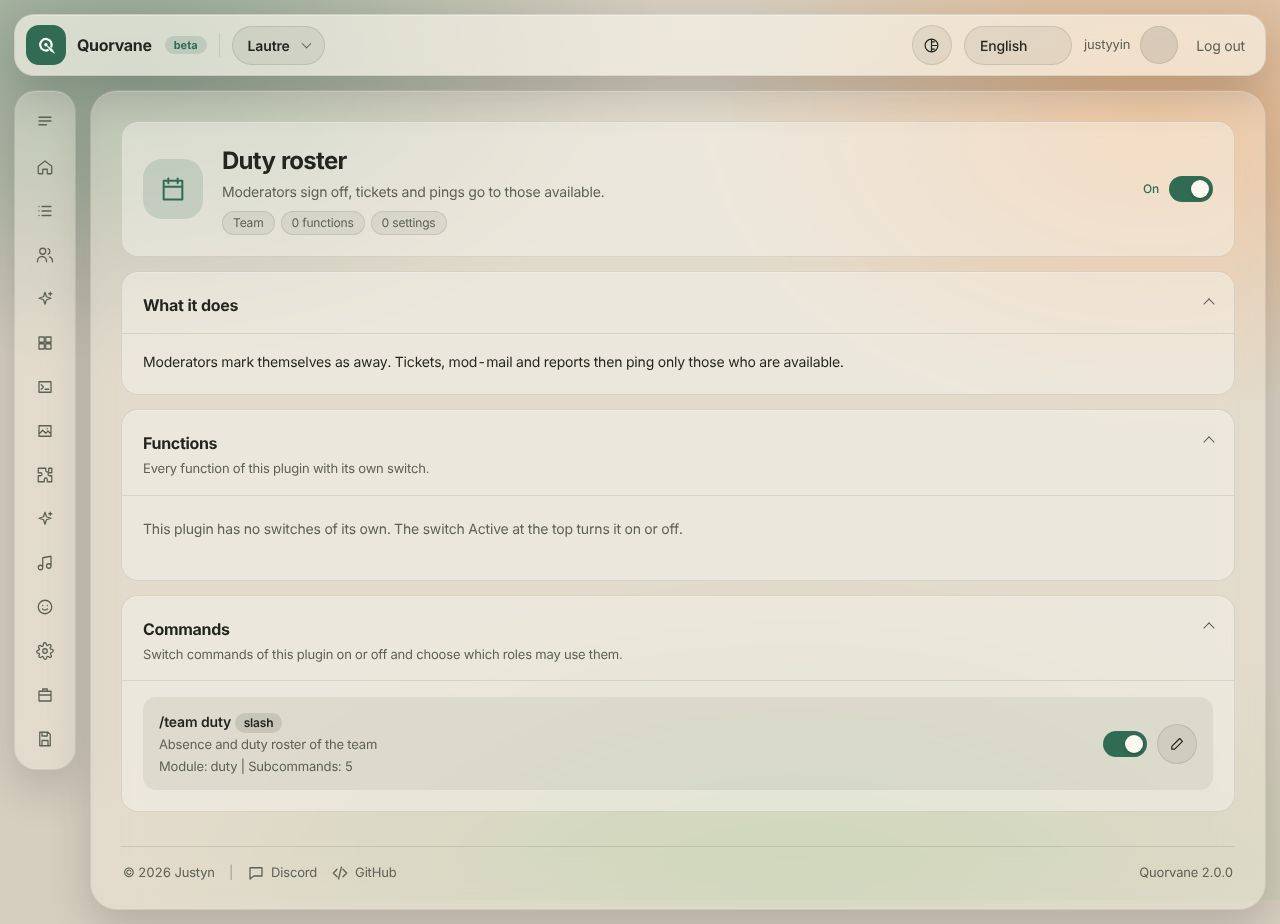 Quorvane beta Lautre English justyyin Log out
Duty roster
Moderators sign off, tickets and pings go to those available.
Team 0 functions 0 settings
On
What it does
Moderators mark themselves as away. Tickets, mod-mail and reports then ping only those who are available.
Functions
Every function of this plugin with its own switch.
This plugin has no switches of its own. The switch Active at the top turns it on or off.
Commands
Switch commands of this plugin on or off and choose which roles may use them.
/team duty slash
Absence and duty roster of the team
Module: duty | Subcommands: 5
© 2026 Justyn | Discord GitHub Quorvane 2.0.0